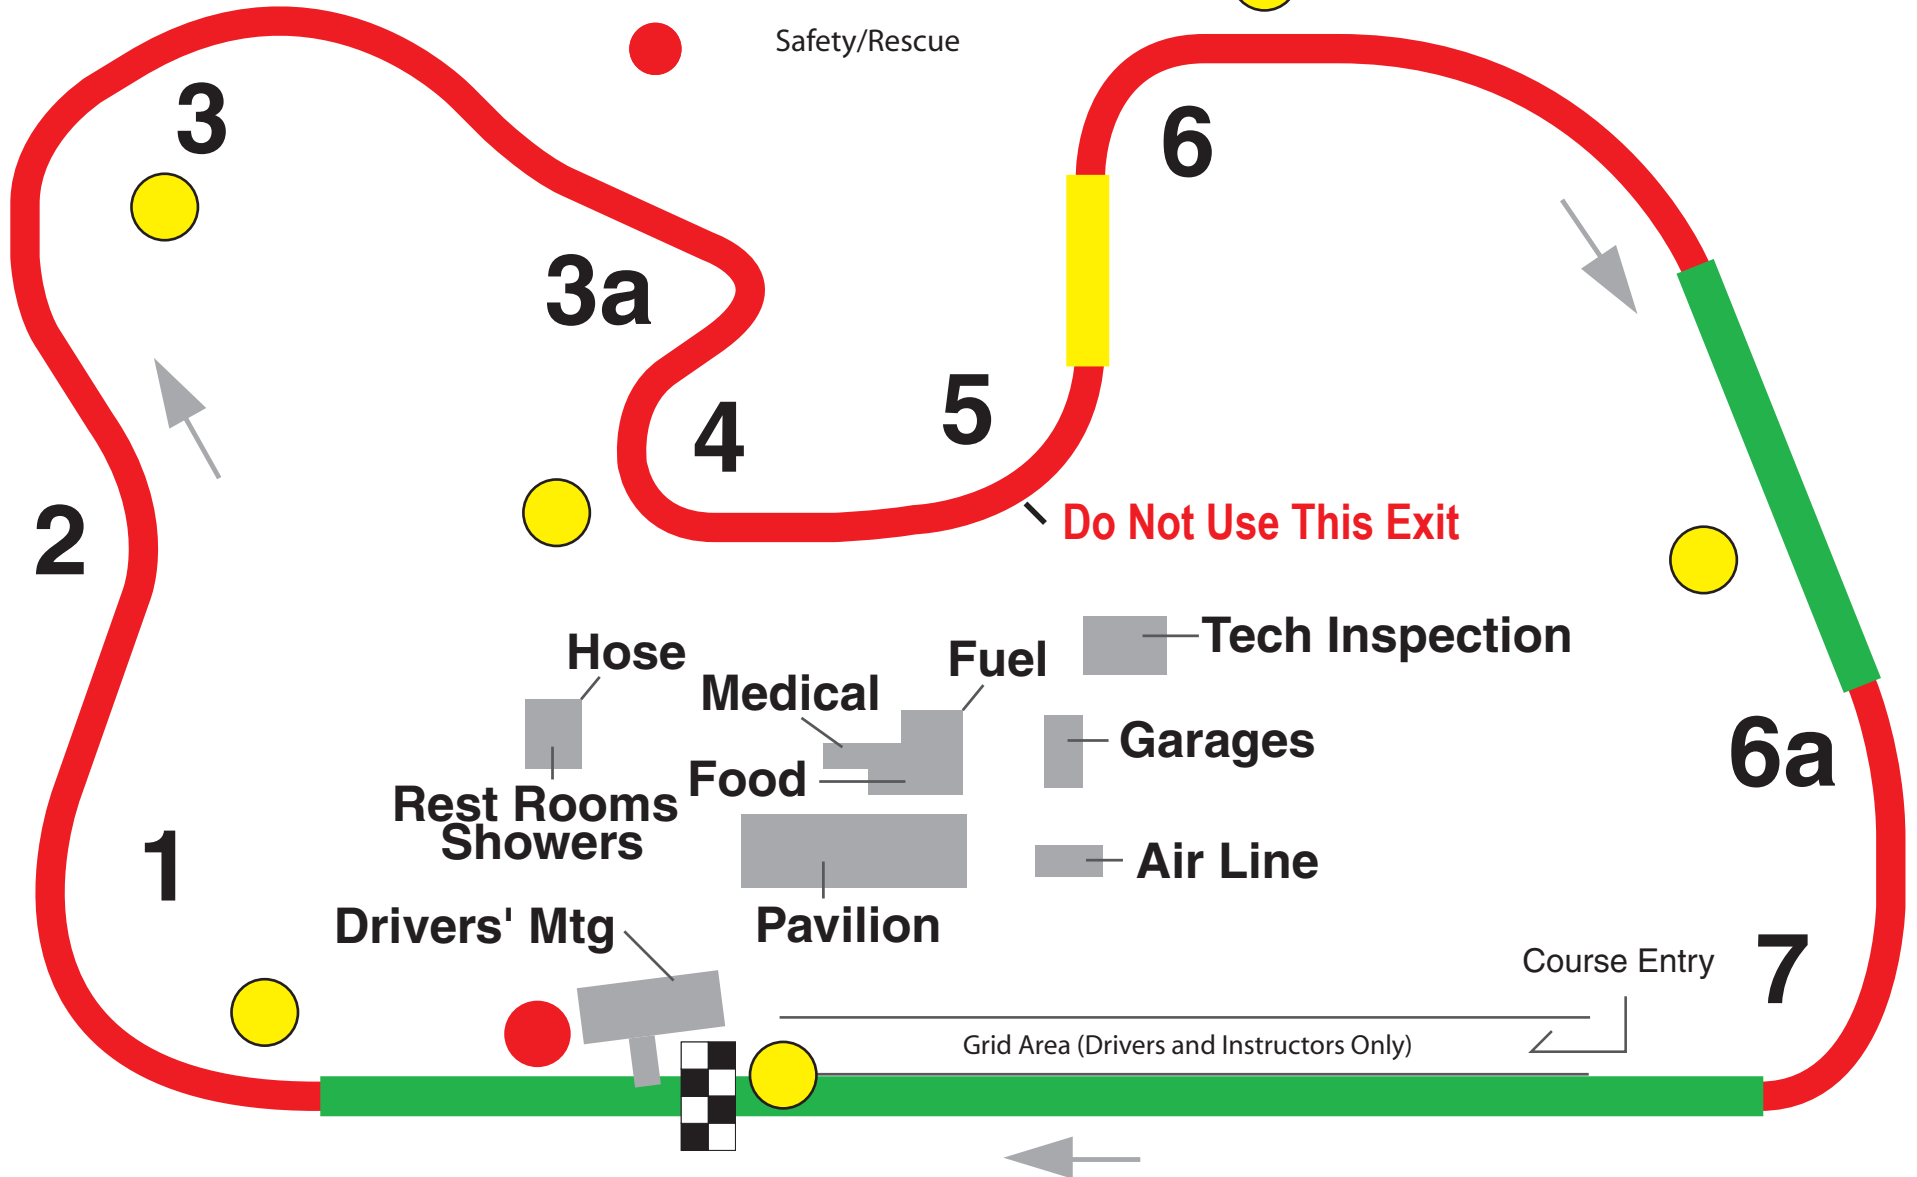 Safety/Rescue
3
6
3a
4
5
2
Do Not Use This Exit
Hose
Fuel
Tech Inspection
Medical
Garages
6a
Food
Rest Rooms
Showers
1
Air Line
Drivers' Mtg
Pavilion
Course Entry
7
Grid Area (Drivers and Instructors Only)